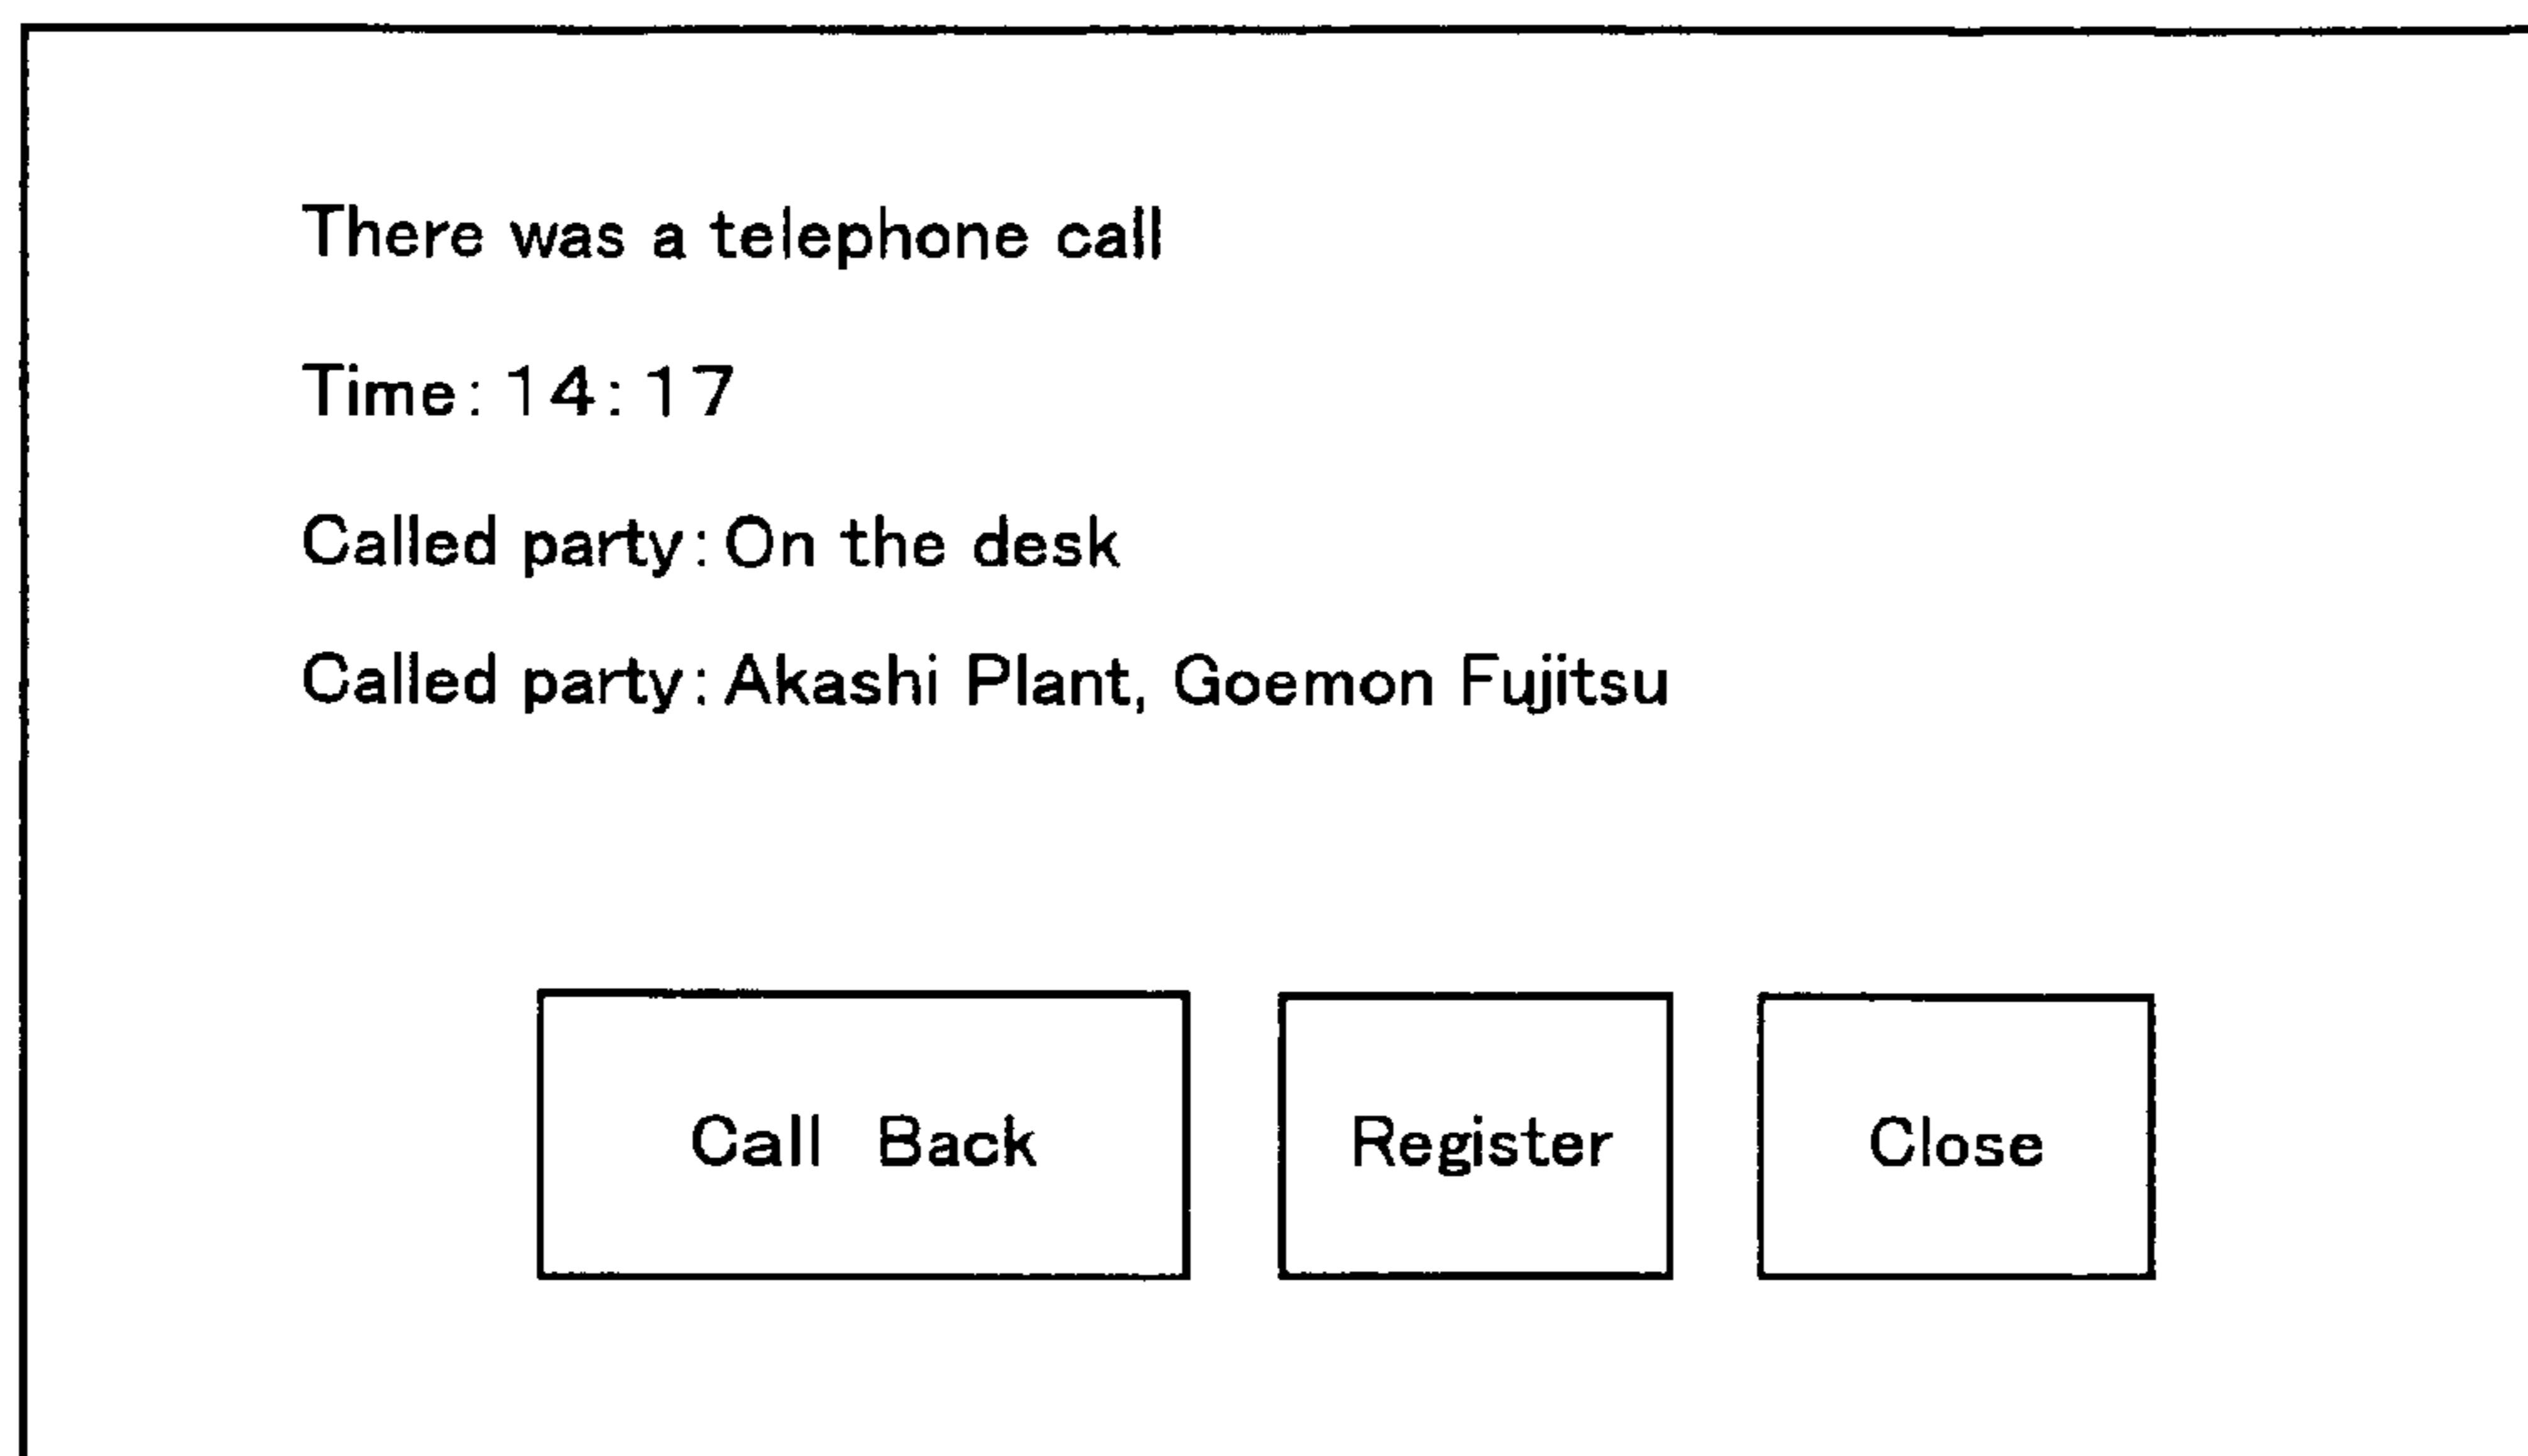 There was a telephone call
Time: 14:17
Called party: On the desk
Called party: Akashi Plant, Goemon Fujitsu
Call Back
Register
Close